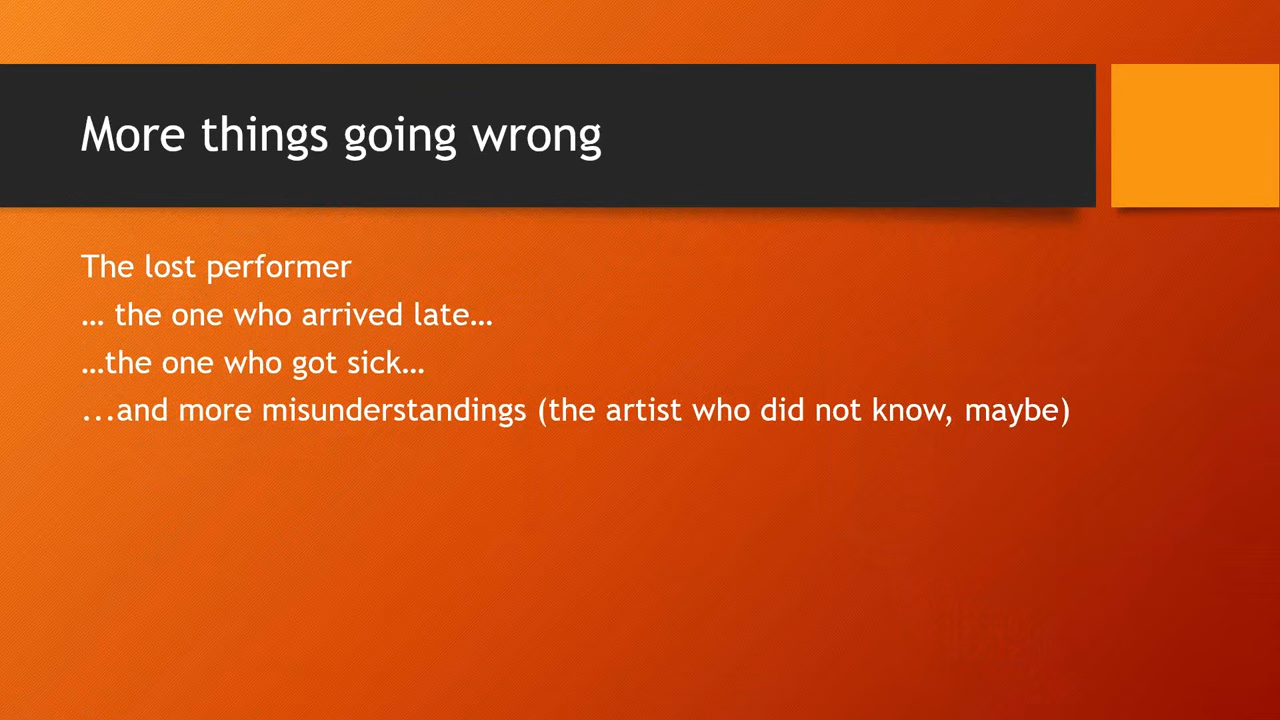 More things going wrong
The lost performer
… the one who arrived late…
…the one who got sick…
...and more misunderstandings (the artist who did not know, maybe)